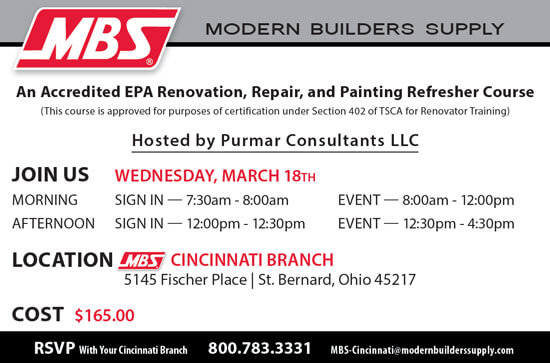 MBS®
MODERN BUILDERS SUPPLY
An Accredited EPA Renovation, Repair, and Painting Refresher Course
(This course is approved for purposes of certification under Section 402 of TSCA for Renovator Training)
Hosted by Purmar Consultants LLC
JOIN US WEDNESDAY, MARCH 18TH
MORNING SIGN IN — 7:30am - 8:00am EVENT — 8:00am - 12:00pm
AFTERNOON SIGN IN — 12:00pm - 12:30pm EVENT — 12:30pm - 4:30pm
LOCATION MBS CINCINNATI BRANCH
5145 Fischer Place | St. Bernard, Ohio 45217
COST $165.00
RSVP With Your Cincinnati Branch 800.783.3331 MBS-Cincinnati@modernbuilderssupply.com